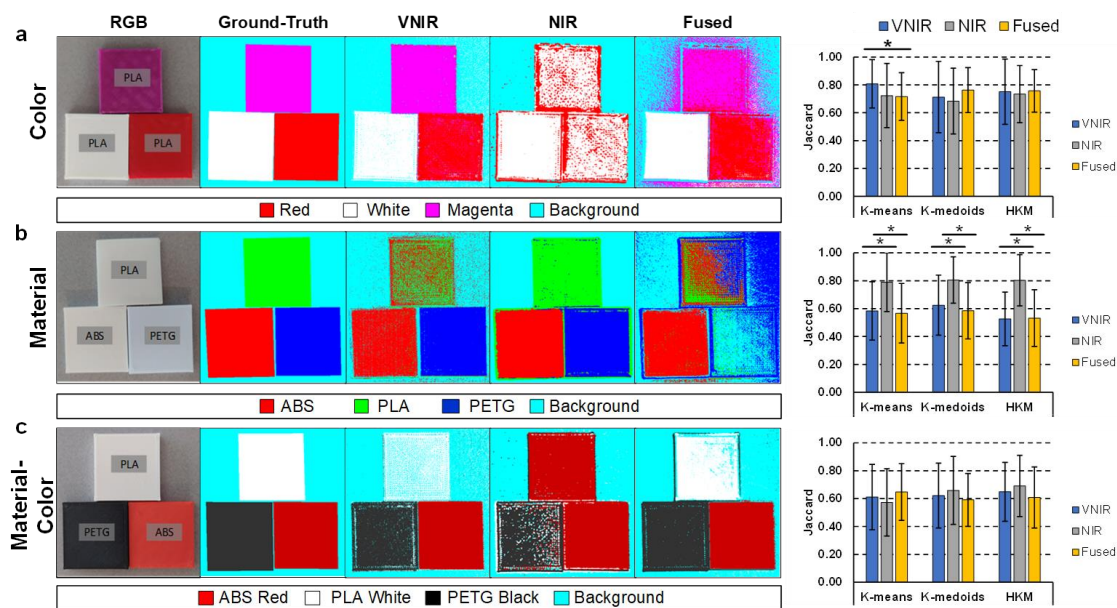 RGB Ground-Truth VNIR NIR Fused
a
Color
PLA
PLA PLA
Red White Magenta Background
VNIR NIR Fused
*
Jaccard
1.00
0.80
0.60
0.40
0.20
0.00
K-means K-medoids HKM
VNIR
NIR
Fused
b
Material
PLA
ABS PETG
ABS PLA PETG Background
* * *
* * *
Jaccard
1.00
0.80
0.60
0.40
0.20
0.00
K-means K-medoids HKM
VNIR
NIR
Fused
c
Material-
Color
PLA
PETG ABS
ABS Red PLA White PETG Black Background
Jaccard
1.00
0.80
0.60
0.40
0.20
0.00
K-means K-medoids HKM
VNIR
NIR
Fused